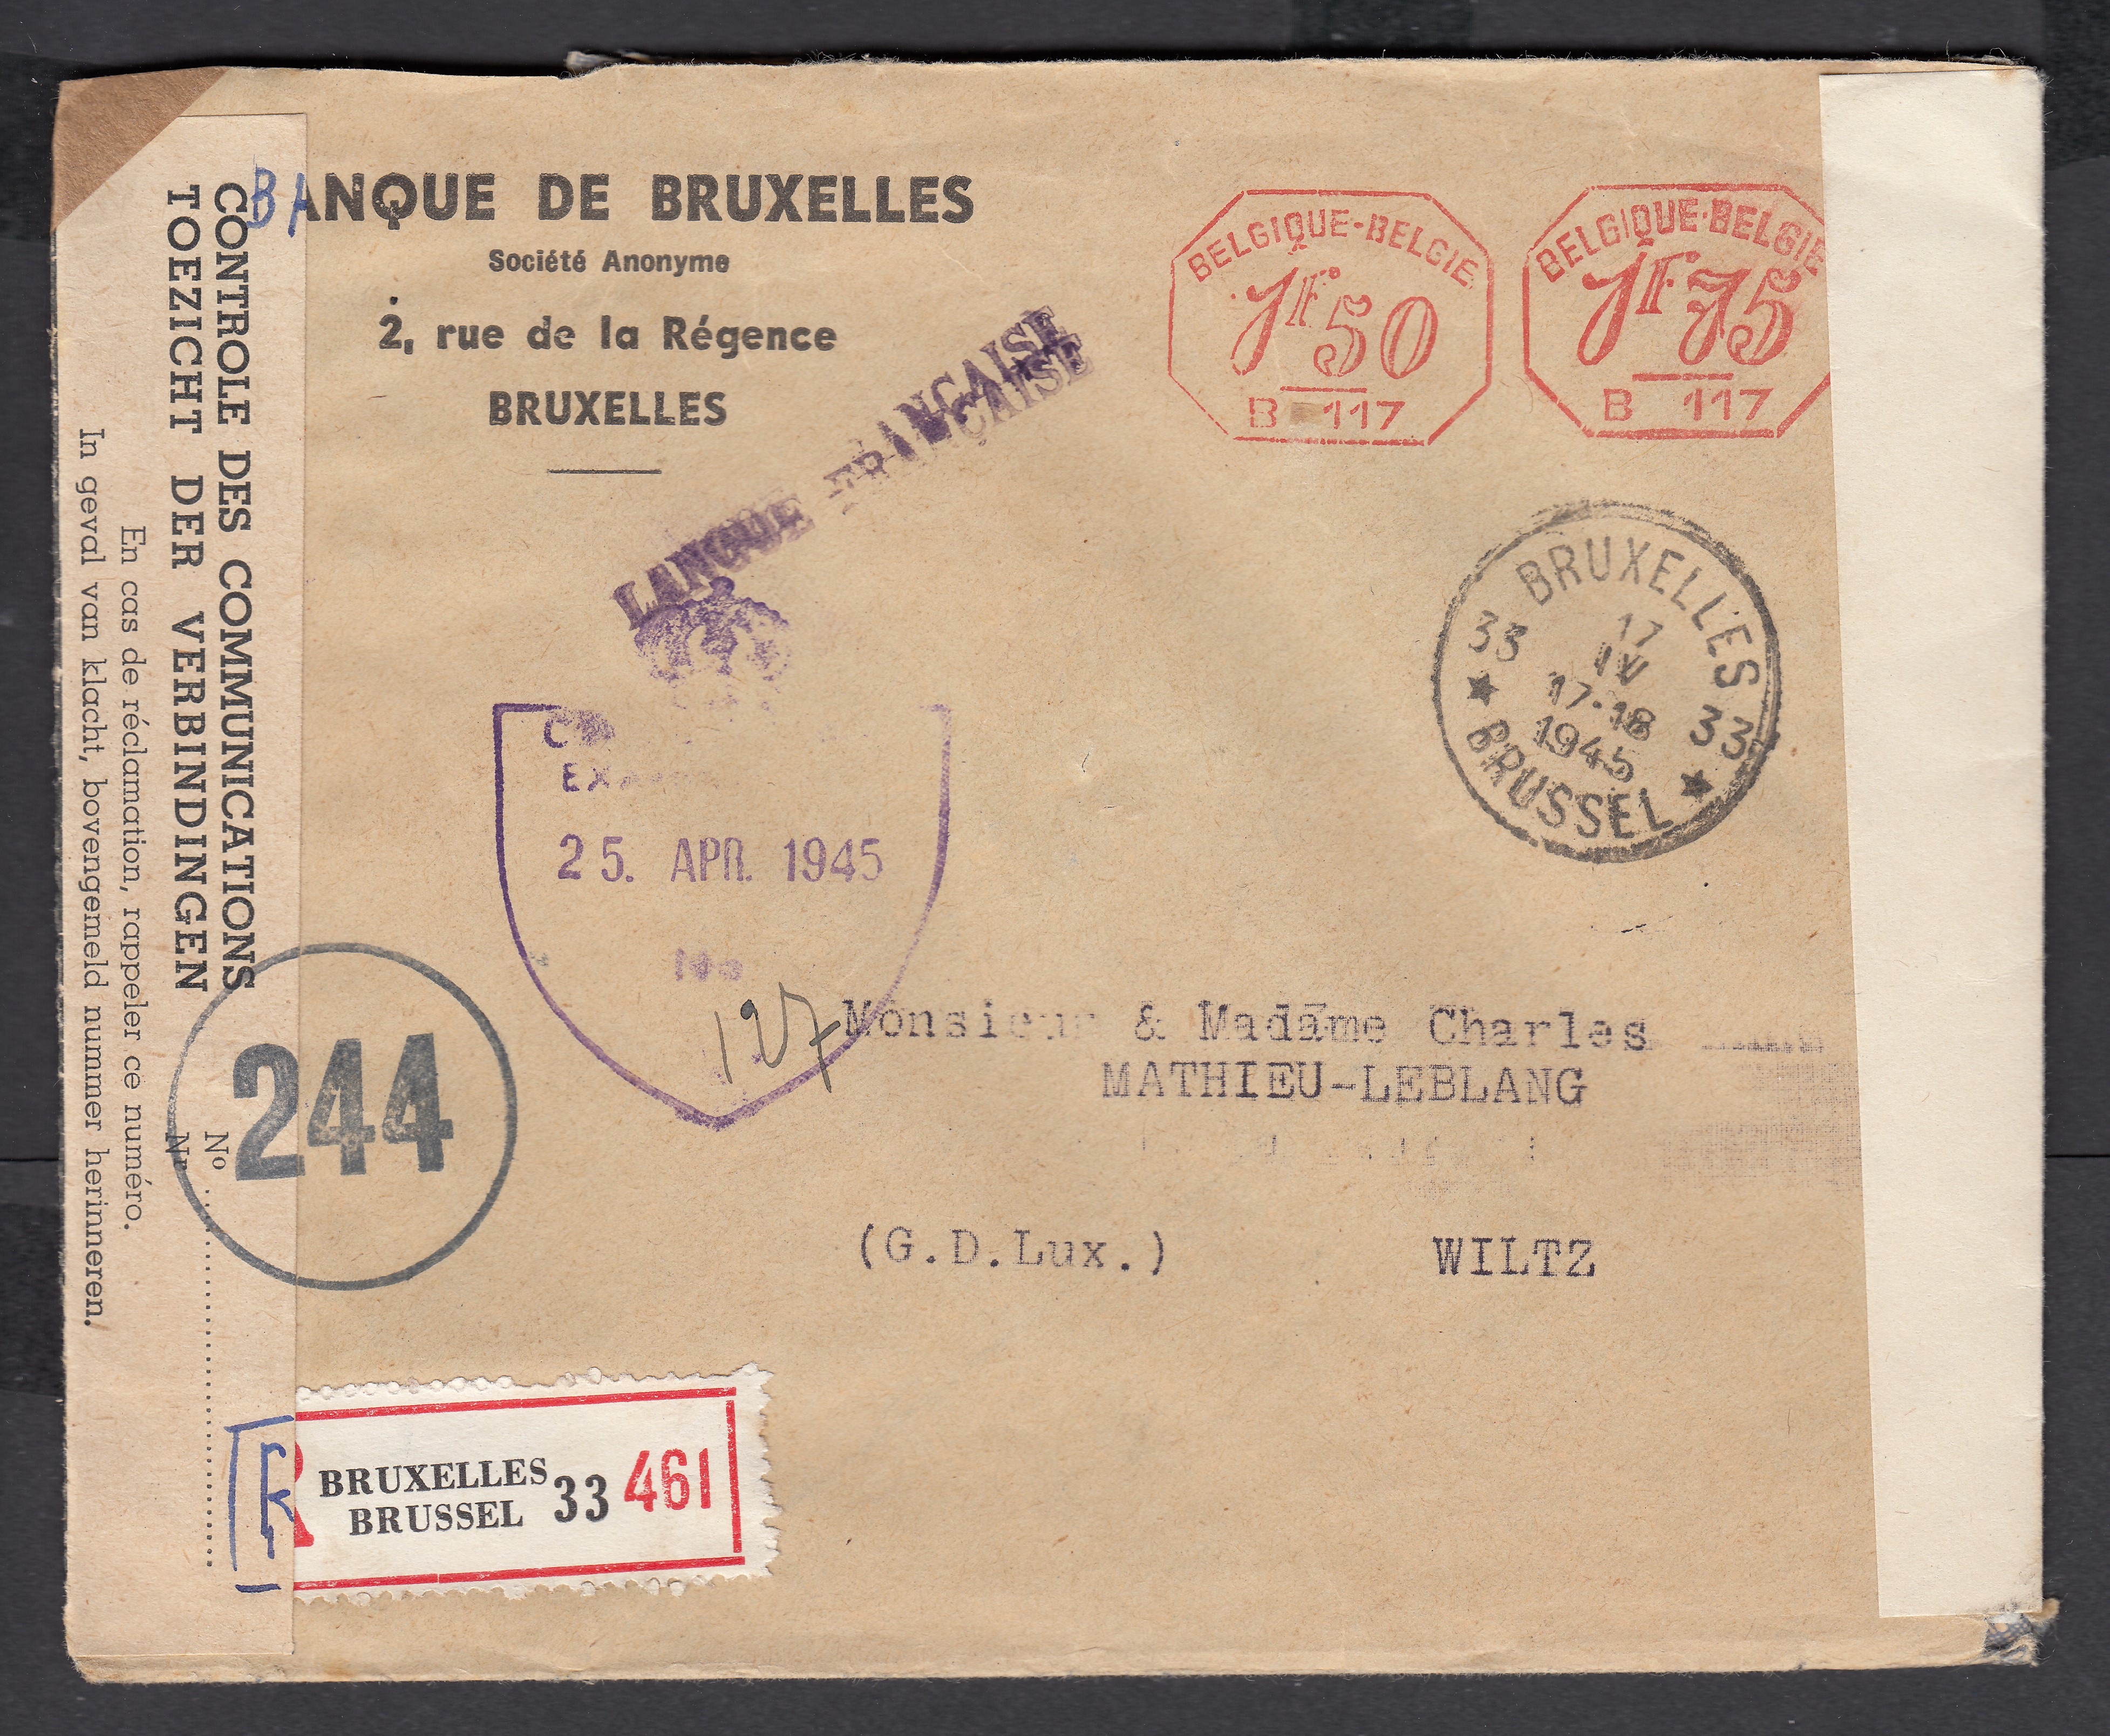 BANQUE DE BRUXELLES
Société Anonyme
2, rue de la Régence
BRUXELLES
LANGUE FRANÇAISE
BELGIQUE-BELGIE
1F50
B 117
BELGIQUE-BELGIE
1F75
B 117
BRUXELLES
33 33
17
IV
17-18
1945
BRUSSEL
25. APR. 1945
127
Monsieur & Madame Charles
MATHIEU-LEBLANG
(G.D.Lux.) WILTZ
CONTROLE DES COMMUNICATIONS
TOEZICHT DER VERBINDINGEN
En cas de réclamation, rappeler ce numéro.
In geval van klacht, bovengemeld nummer herinneren.
No
Nr
244
R
BRUXELLES
BRUSSEL
33 461